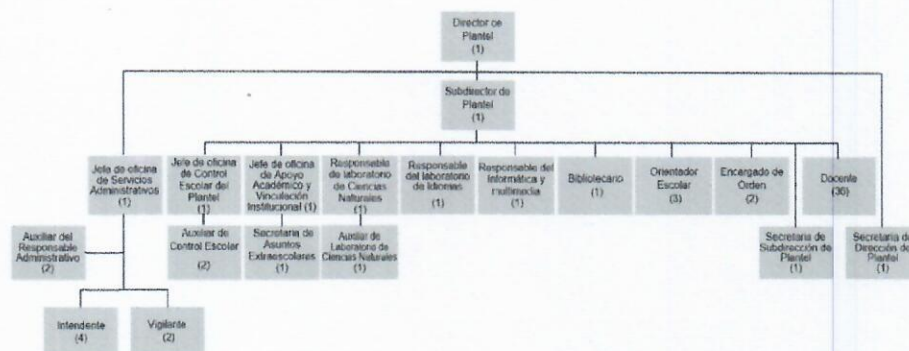 Director de
Plantel
(1)
Subdirector de
Plantel
(1)
Jefe de oficina
de Servicios
Administrativos
(1)
Jefe de oficina
de Control
Escolar del
Plantel
(1)
Jefe de oficina
de Apoyo
Académico y
Vinculación
Institucional (1)
Responsable
de laboratorio
de Ciencias
Naturales
(1)
Responsable
del laboratorio
de Idiomas
(1)
Responsable del
Informática y
multimedia
(1)
Bibliotecario
(1)
Orientador
Escolar
(3)
Encargado de
Orden
(2)
Docente
(36)
Auxiliar del
Responsable
Administrativo
(2)
Auxiliar de
Control Escolar
(2)
Secretaria de
Asuntos
Extraescolares
(1)
Auxiliar de
Laboratorio de
Ciencias Naturales
(1)
Secretaria de
Subdirección de
Plantel
(1)
Secretaria de
Dirección de
Plantel
(1)
Intendente
(4)
Vigilante
(2)